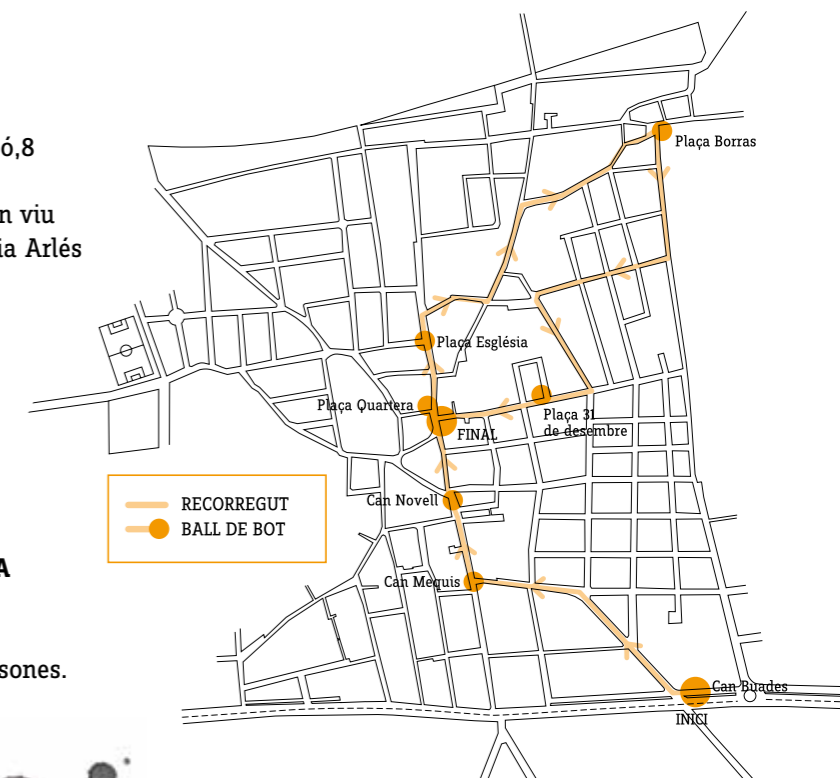 ó,8
n viu
ia Arlés
A
sones.
Plaça Borras
Plaça Església
Plaça Quartera
FINAL
Plaça 31
de desembre
Can Novell
RECORREGUT
BALL DE BOT
Can Mequis
Can Buades
INICI